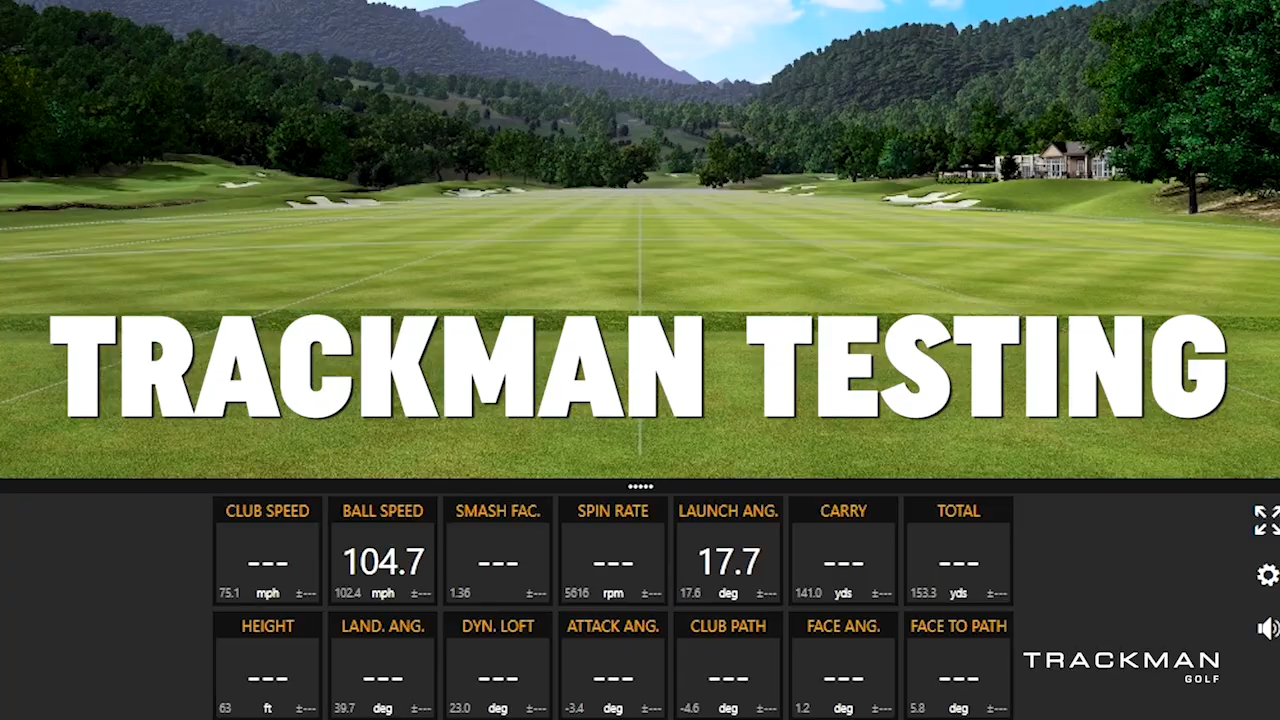 TRACKMAN TESTING
CLUB SPEED BALL SPEED SMASH FAC. SPIN RATE LAUNCH ANG. CARRY TOTAL
--- 104.7 --- --- 17.7 --- ---
75.1 mph ±--- 102.4 mph ±--- 1.36 ±--- 5616 rpm ±--- 17.6 deg ±--- 141.0 yds ±--- 153.3 yds ±---
HEIGHT LAND. ANG. DYN. LOFT ATTACK ANG. CLUB PATH FACE ANG. FACE TO PATH
--- --- --- --- --- --- ---
63 ft ±--- 39.7 deg ±--- 23.0 deg ±--- -3.4 deg ±--- -4.6 deg ±--- 1.2 deg ±--- 5.8 deg ±---
TRACKMAN
GOLF